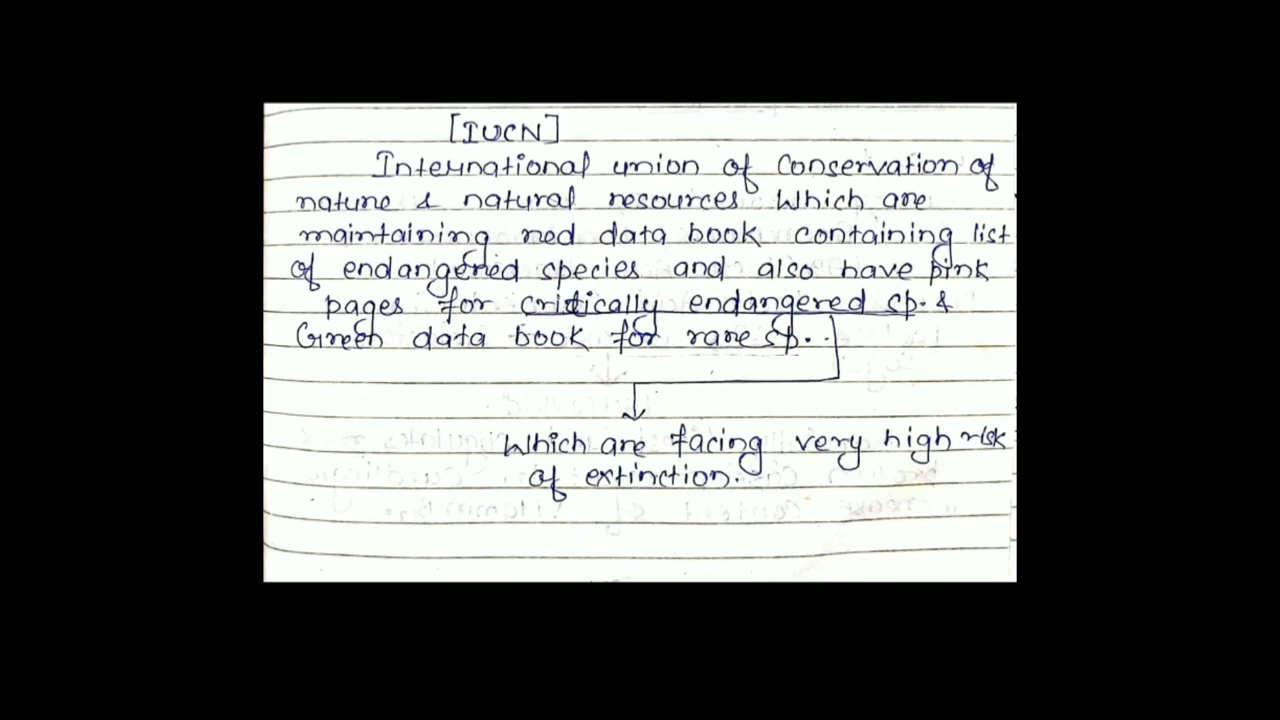 [IUCN]
International union of Conservation of
nature & natural resources Which are
maintaining red data book containing list
of endangered species and also have pink
pages for critically endangered sp. &
Green data book for rare sp.
Which are facing very high risk
of extinction.